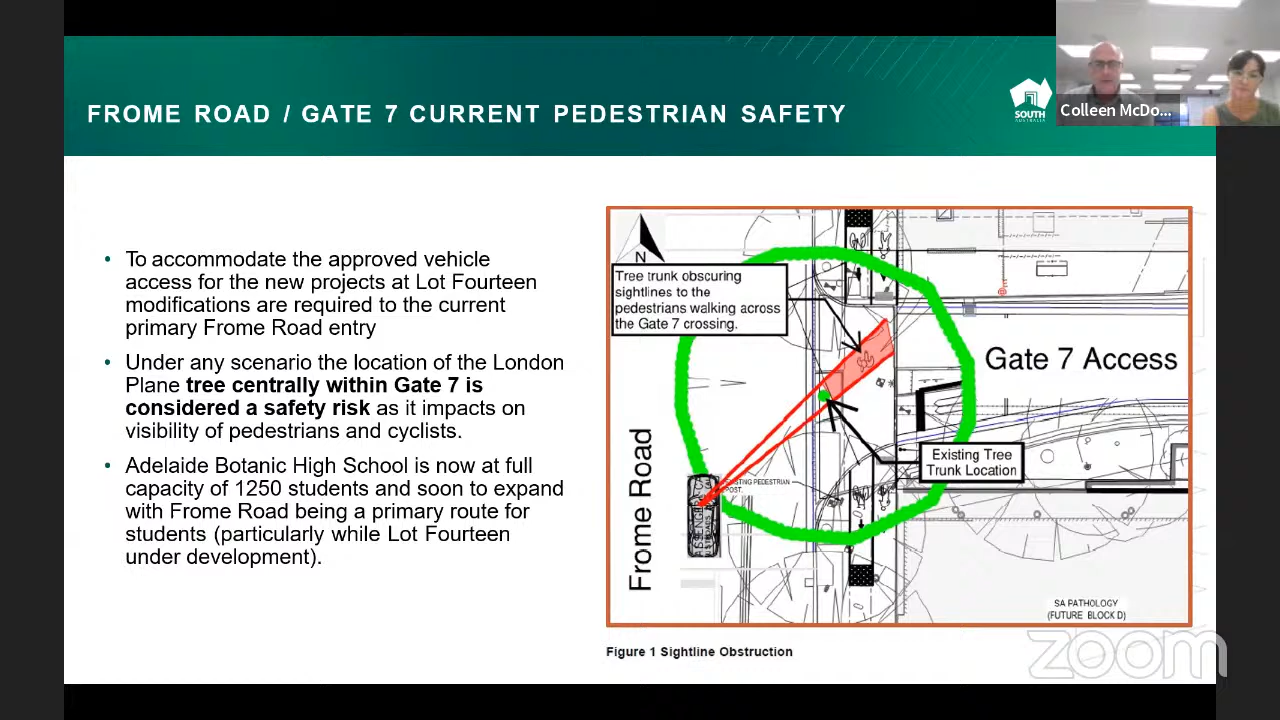 FROME ROAD / GATE 7 CURRENT PEDESTRIAN SAFETY
SOUTH
AUSTRALIA
Colleen McDo...
• To accommodate the approved vehicle
access for the new projects at Lot Fourteen
modifications are required to the current
primary Frome Road entry
• Under any scenario the location of the London
Plane tree centrally within Gate 7 is
considered a safety risk as it impacts on
visibility of pedestrians and cyclists.
• Adelaide Botanic High School is now at full
capacity of 1250 students and soon to expand
with Frome Road being a primary route for
students (particularly while Lot Fourteen
under development).
N
Tree trunk obscuring
sightlines to the
pedestrians walking across
the Gate 7 crossing.
Gate 7 Access
Existing Tree
Trunk Location
EXISTING PEDESTRIAN
POST.
Frome Road
SA PATHOLOGY
(FUTURE BLOCK D)
Figure 1 Sightline Obstruction
zoom